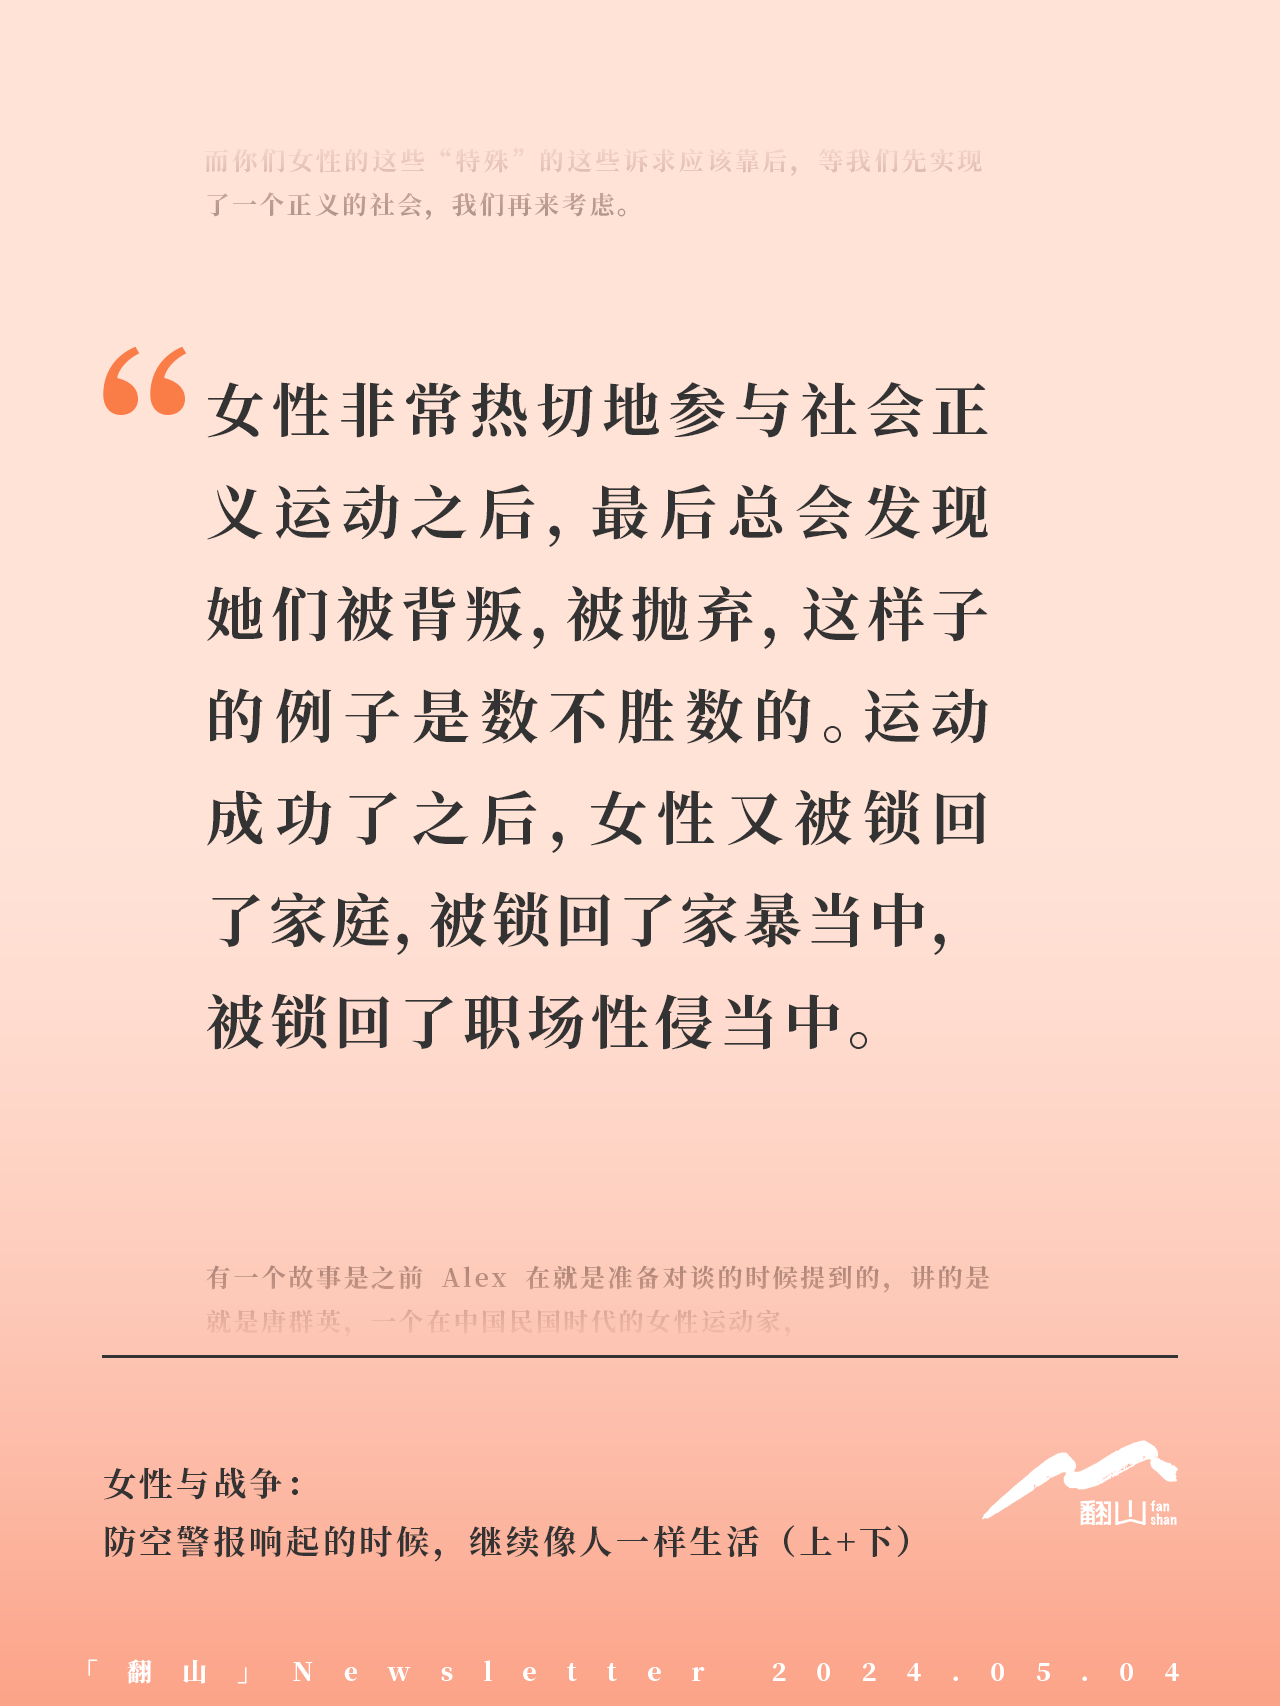 而你们女性的这些“特殊”的这些诉求应该靠后，等我们先实现
了一个正义的社会，我们再来考虑。
“女性非常热切地参与社会正
义运动之后，最后总会发现
她们被背叛，被抛弃，这样子
的例子是数不胜数的。运动
成功了之后，女性又被锁回
了家庭，被锁回了家暴当中，
被锁回了职场性侵当中。
有一个故事是之前 Alex 在就是准备对谈的时候提到的，讲的是
就是唐群英，一个在中国民国时代的女性运动家，
女性与战争：
防空警报响起的时候，继续像人一样生活（上+下）
翻山 fan shan
「翻山」Newsletter 2024.05.04